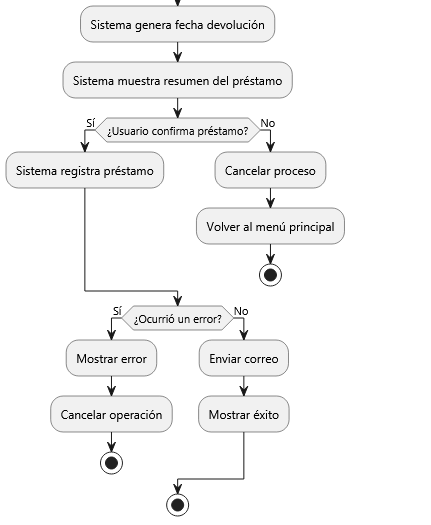 Sistema genera fecha devolución
Sistema muestra resumen del préstamo
Sí
¿Usuario confirma préstamo?
No
Sistema registra préstamo
Cancelar proceso
Volver al menú principal
Sí
¿Ocurrió un error?
No
Mostrar error
Enviar correo
Cancelar operación
Mostrar éxito